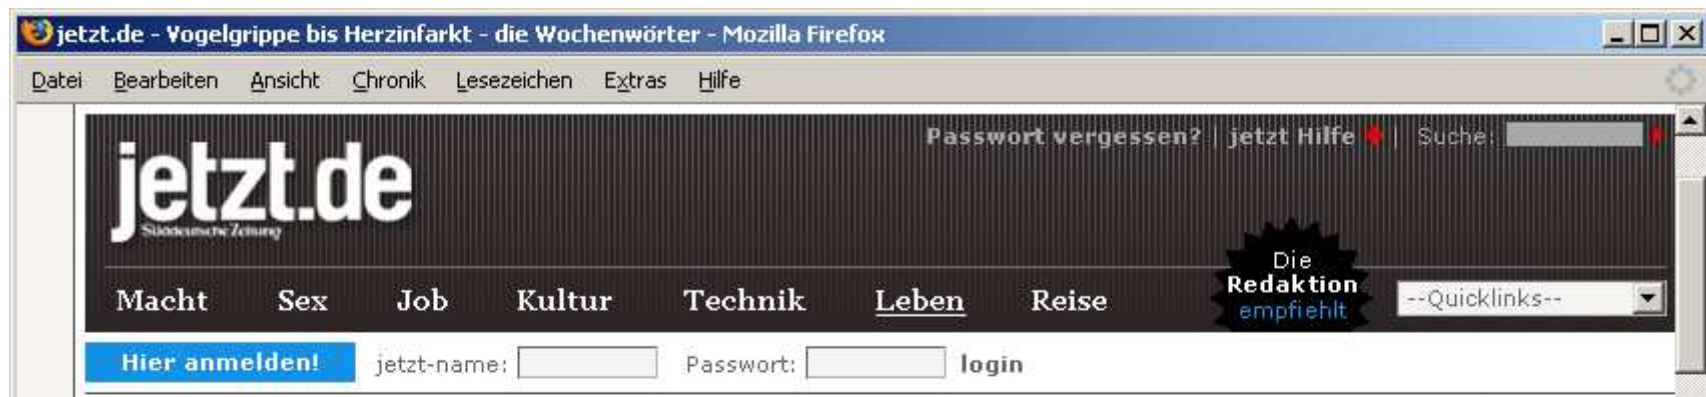 jetzt.de - Vogelgrippe bis Herzinfarkt - die Wochenwörter - Mozilla Firefox
Datei Bearbeiten Ansicht Chronik Lesezeichen Extras Hilfe
Passwort vergessen? | jetzt Hilfe | Suche:
jetzt.de
Süddeutsche Zeitung
Die
Redaktion
empfiehlt
Macht Sex Job Kultur Technik Leben Reise
--Quicklinks--
Hier anmelden! jetzt-name: Passwort: login